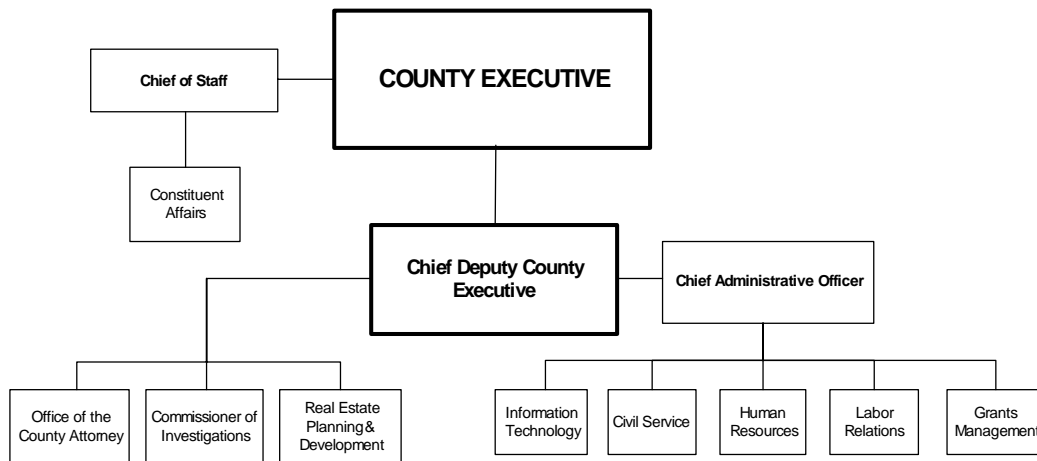 COUNTY EXECUTIVE
Chief of Staff
Constituent
Affairs
Chief Deputy County
Executive
Chief Administrative Officer
Office of the
County Attorney
Commissioner of
Investigations
Real Estate
Planning &
Development
Information
Technology
Civil Service
Human
Resources
Labor
Relations
Grants
Management